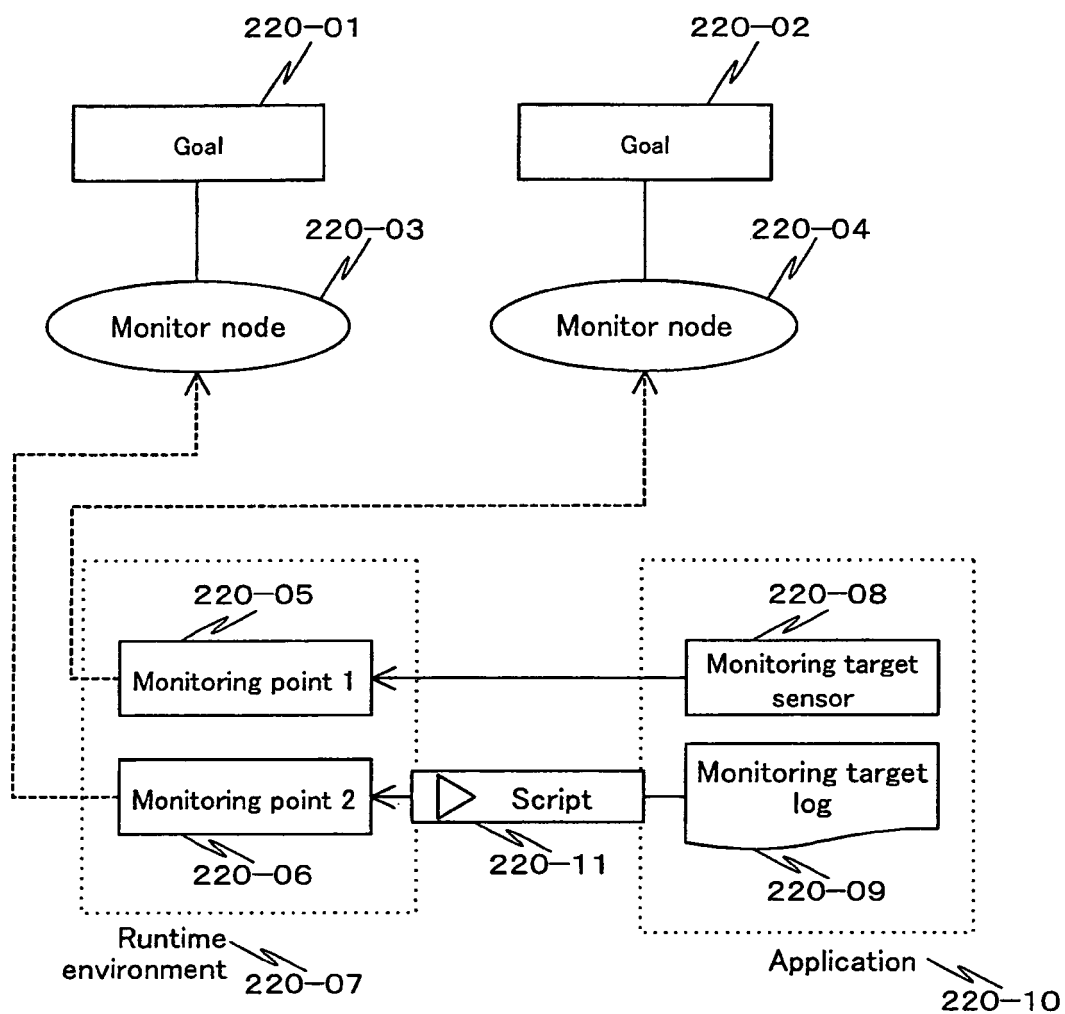 220-01
220-02
Goal
Goal
220-03
220-04
Monitor node
Monitor node
220-05
220-08
Monitoring point 1
Monitoring target
sensor
Monitoring point 2
Script
Monitoring target
log
220-06
220-11
220-09
Runtime
environment
220-07
Application
220-10